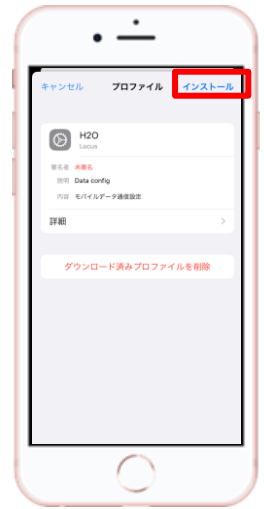 キャンセル プロファイル インストール
H2O
Locus
署名者 未署名
説明 Data config
内容 モバイルデータ通信設定
詳細
ダウンロード済みプロファイルを削除